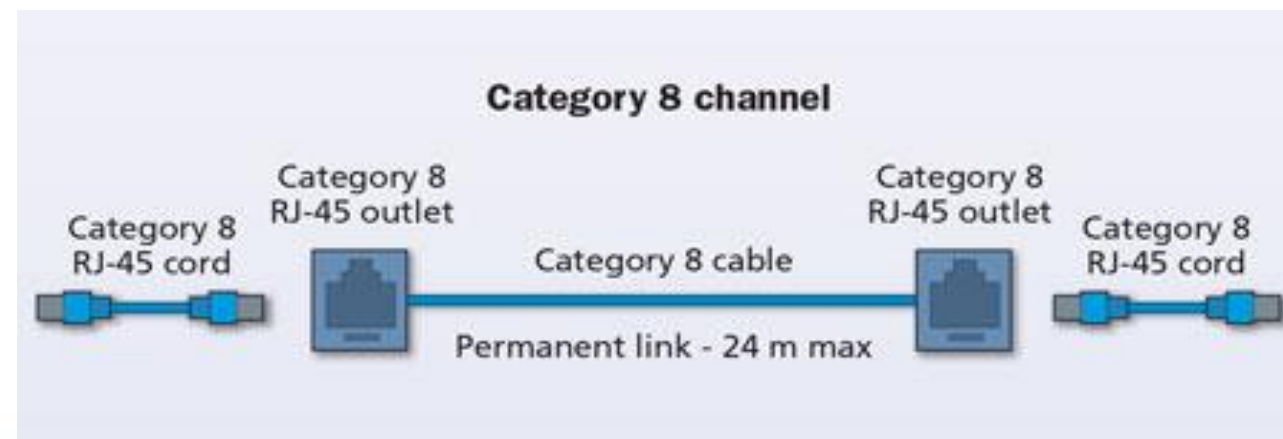 Category 8 channel
Category 8
RJ-45 cord
Category 8
RJ-45 outlet
Category 8 cable
Permanent link - 24 m max
Category 8
RJ-45 outlet
Category 8
RJ-45 cord